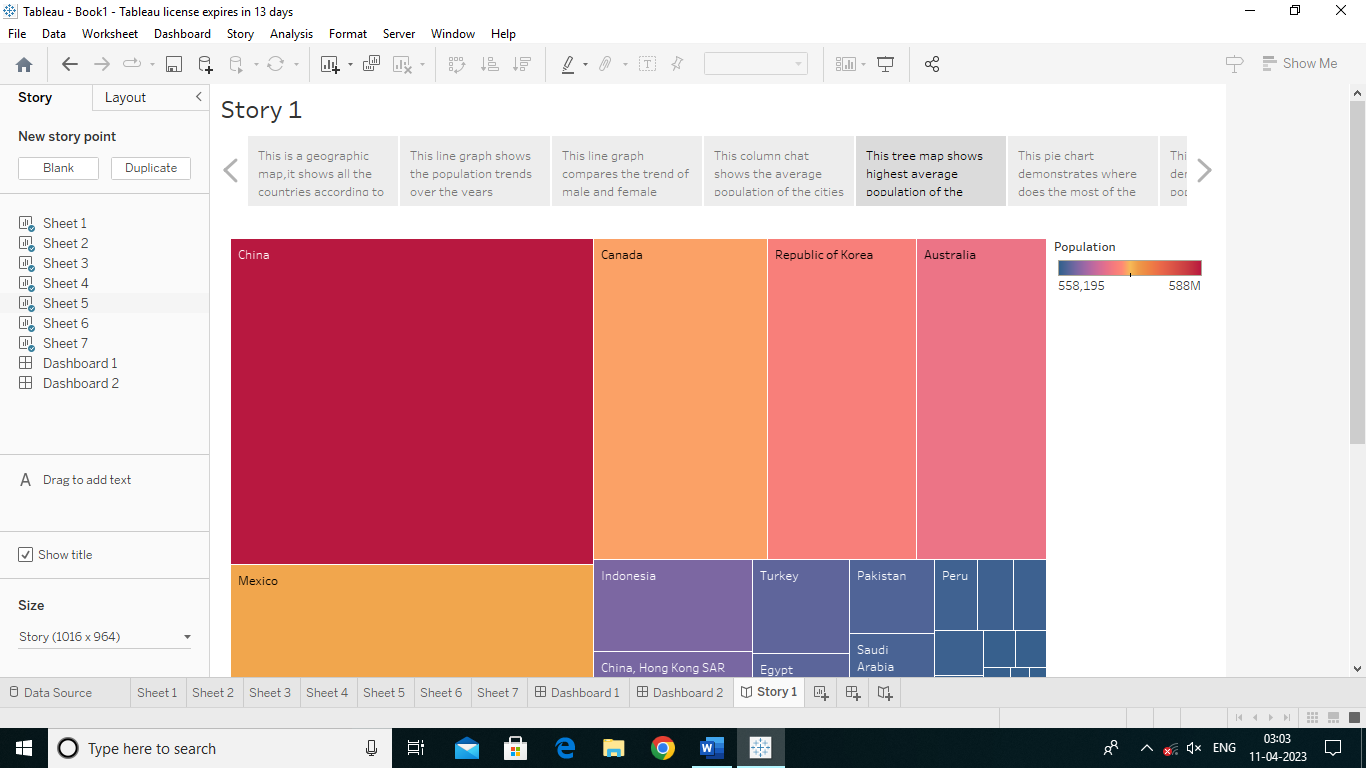 Tableau - Book1 - Tableau license expires in 13 days
File Data Worksheet Dashboard Story Analysis Format Server Window Help
Show Me
Story Layout
New story point
Blank Duplicate
Sheet 1
Sheet 2
Sheet 3
Sheet 4
Sheet 5
Sheet 6
Sheet 7
Dashboard 1
Dashboard 2
A Drag to add text
Show title
Size
Story (1016 x 964)
Story 1
This is a geographic
map,it shows all the
countries according to
This line graph shows
the population trends
over the years
This line graph
compares the trend of
male and female
This column chat
shows the average
population of the cities
This tree map shows
highest average
population of the
This pie chart
demonstrates where
does the most of the
China
Canada
Republic of Korea
Australia
Mexico
Indonesia
Turkey
Pakistan
Peru
China, Hong Kong SAR
Egypt
Saudi
Arabia
Population
558,195 588M
Data Source Sheet 1 Sheet 2 Sheet 3 Sheet 4 Sheet 5 Sheet 6 Sheet 7 Dashboard 1 Dashboard 2 Story 1
Type here to search
ENG
03:03
11-04-2023